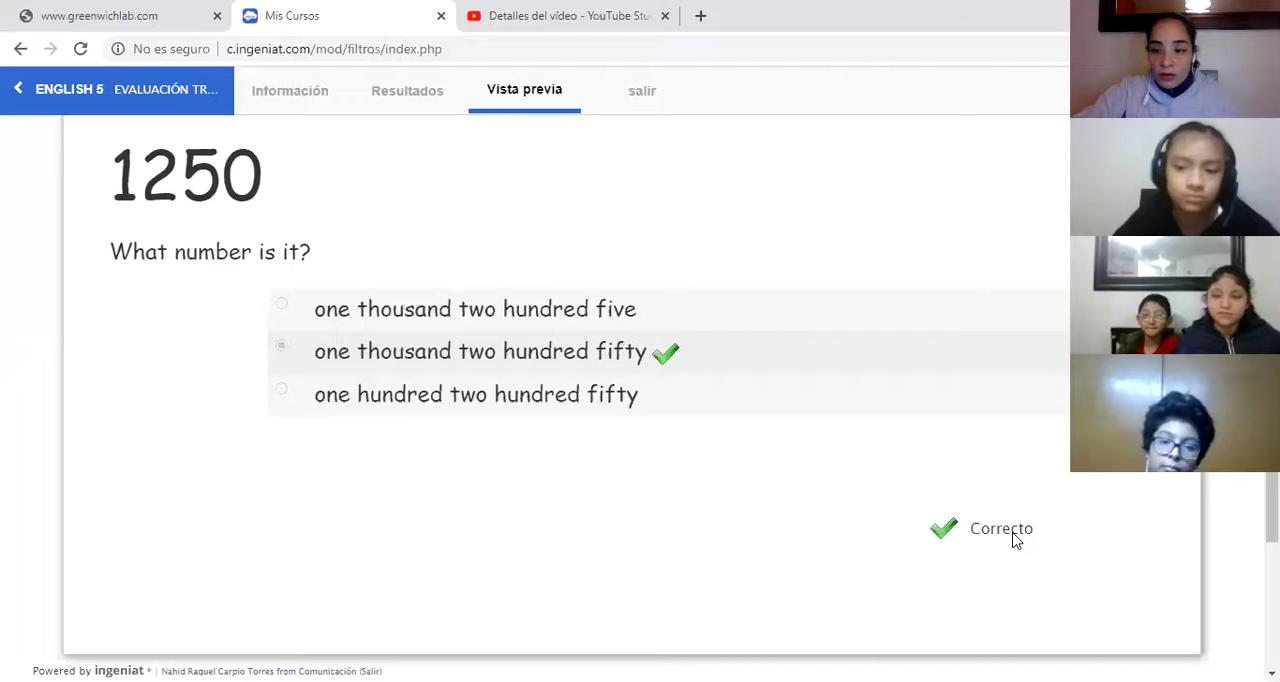 www.greenwichlab.com
Mis Cursos
Detalles del vídeo - YouTube Stu
No es seguro
c.ingeniat.com/mod/filtros/index.php
ENGLISH 5 EVALUACIÓN TR...
Información
Resultados
Vista previa
salir
1250
What number is it?
one thousand two hundred five
one thousand two hundred fifty
one hundred two hundred fifty
Correcto
Powered by ingeniat ® | Nahid Raquel Carpio Torres from Comunicación (Salir)